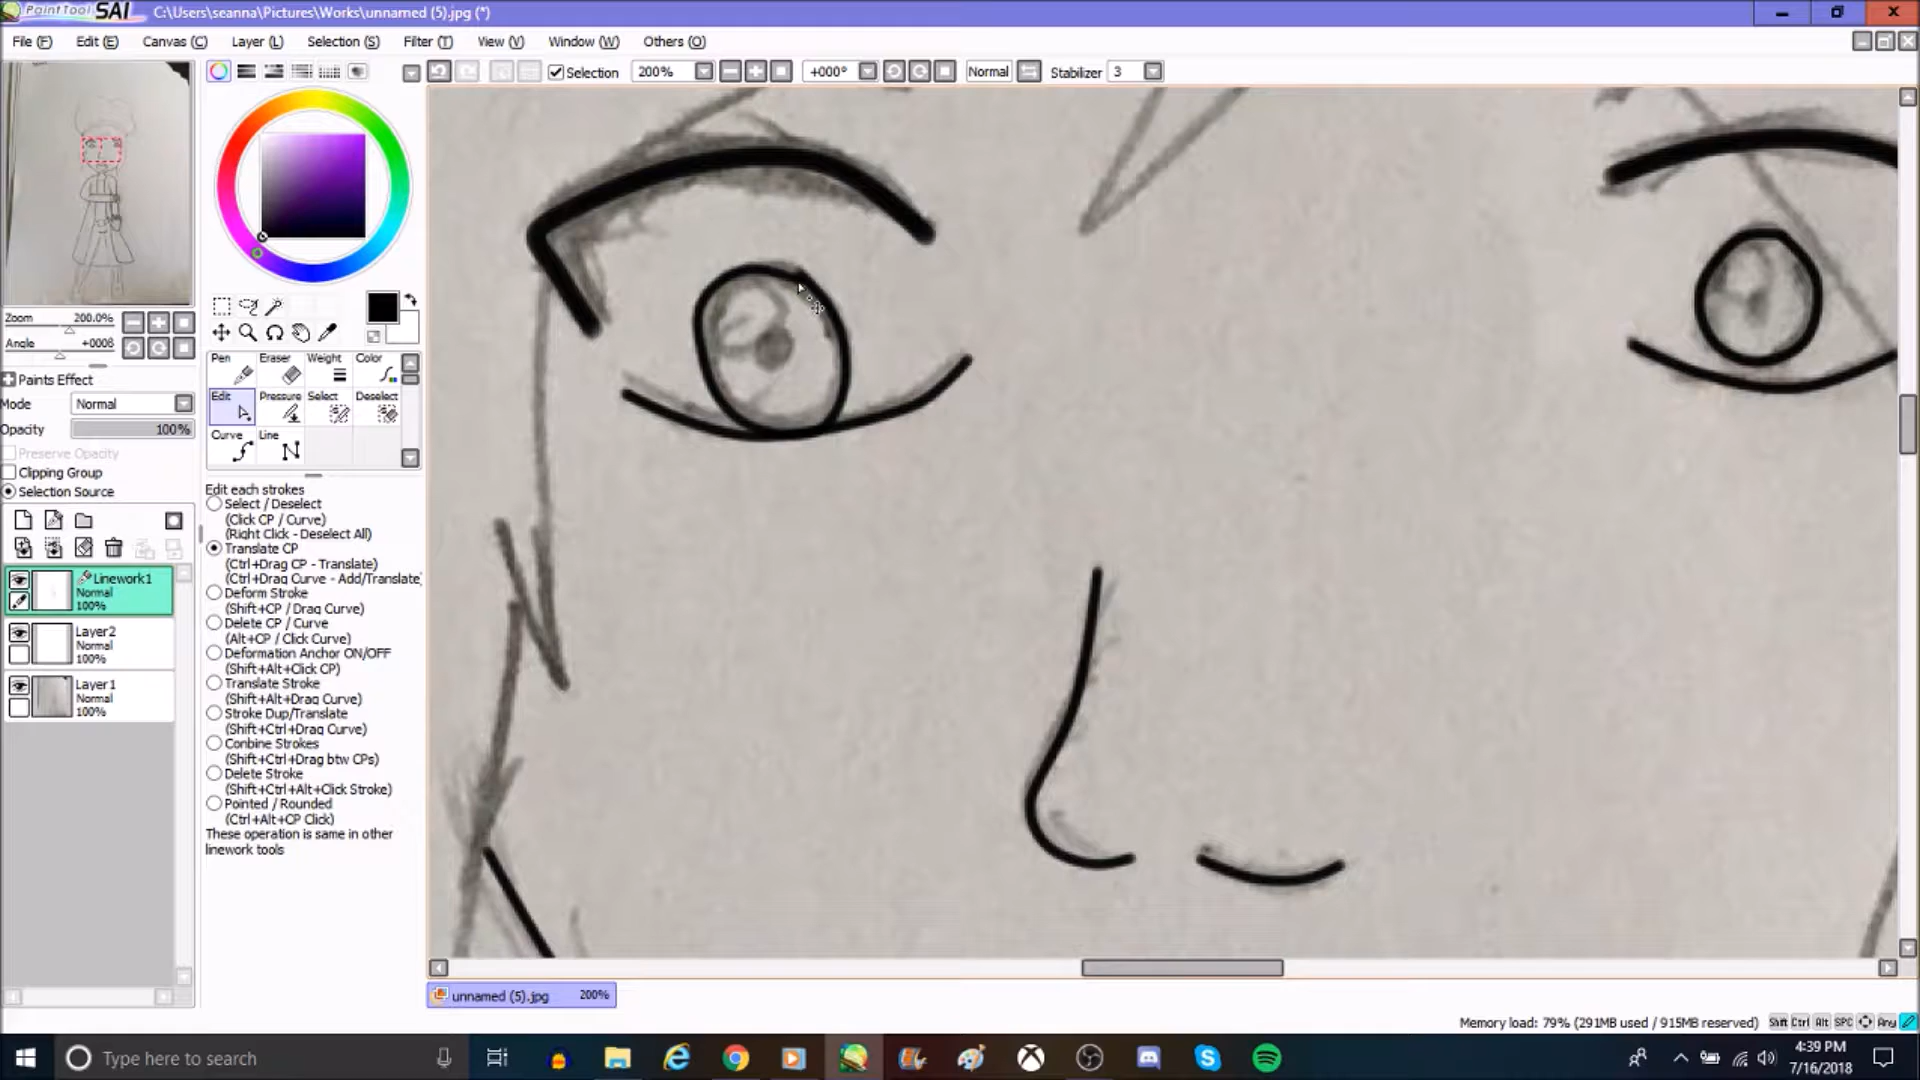 Paint Tool SAI C:\Users\seanna\Pictures\Works\unnamed (5).jpg (*)
File (F) Edit (E) Canvas (C) Layer (L) Selection (S) Filter (T) View (V) Window (W) Others (O)
Selection 200% +000° Normal Stabilizer 3
Zoom 200.0%
Angle +000ß
Paints Effect
Mode Normal
Opacity 100%
Preserve Opacity
Clipping Group
Selection Source
Linework1
Normal
100%
Layer2
Normal
100%
Layer1
Normal
100%
Pen Eraser Weight Color
Edit Pressure Select Deselect
Curve Line
Edit each strokes
Select / Deselect
(Click CP / Curve)
(Right Click - Deselect All)
Translate CP
(Ctrl+Drag CP - Translate)
(Ctrl+Drag Curve - Add/Translate)
Deform Stroke
(Shift+CP / Drag Curve)
Delete CP / Curve
(Alt+CP / Click Curve)
Deformation Anchor ON/OFF
(Shift+Alt+Click CP)
Translate Stroke
(Shift+Alt+Drag Curve)
Stroke Dup/Translate
(Shift+Ctrl+Drag Curve)
Combine Strokes
(Shift+Ctrl+Drag btw CPs)
Delete Stroke
(Shift+Ctrl+Alt+Click Stroke)
Pointed / Rounded
(Ctrl+Alt+CP Click)
These operation is same in other
linework tools
unnamed (5).jpg 200%
Memory load: 79% (291MB used / 915MB reserved) Shift Ctrl Alt SPC Any
Type here to search
4:39 PM
7/16/2018